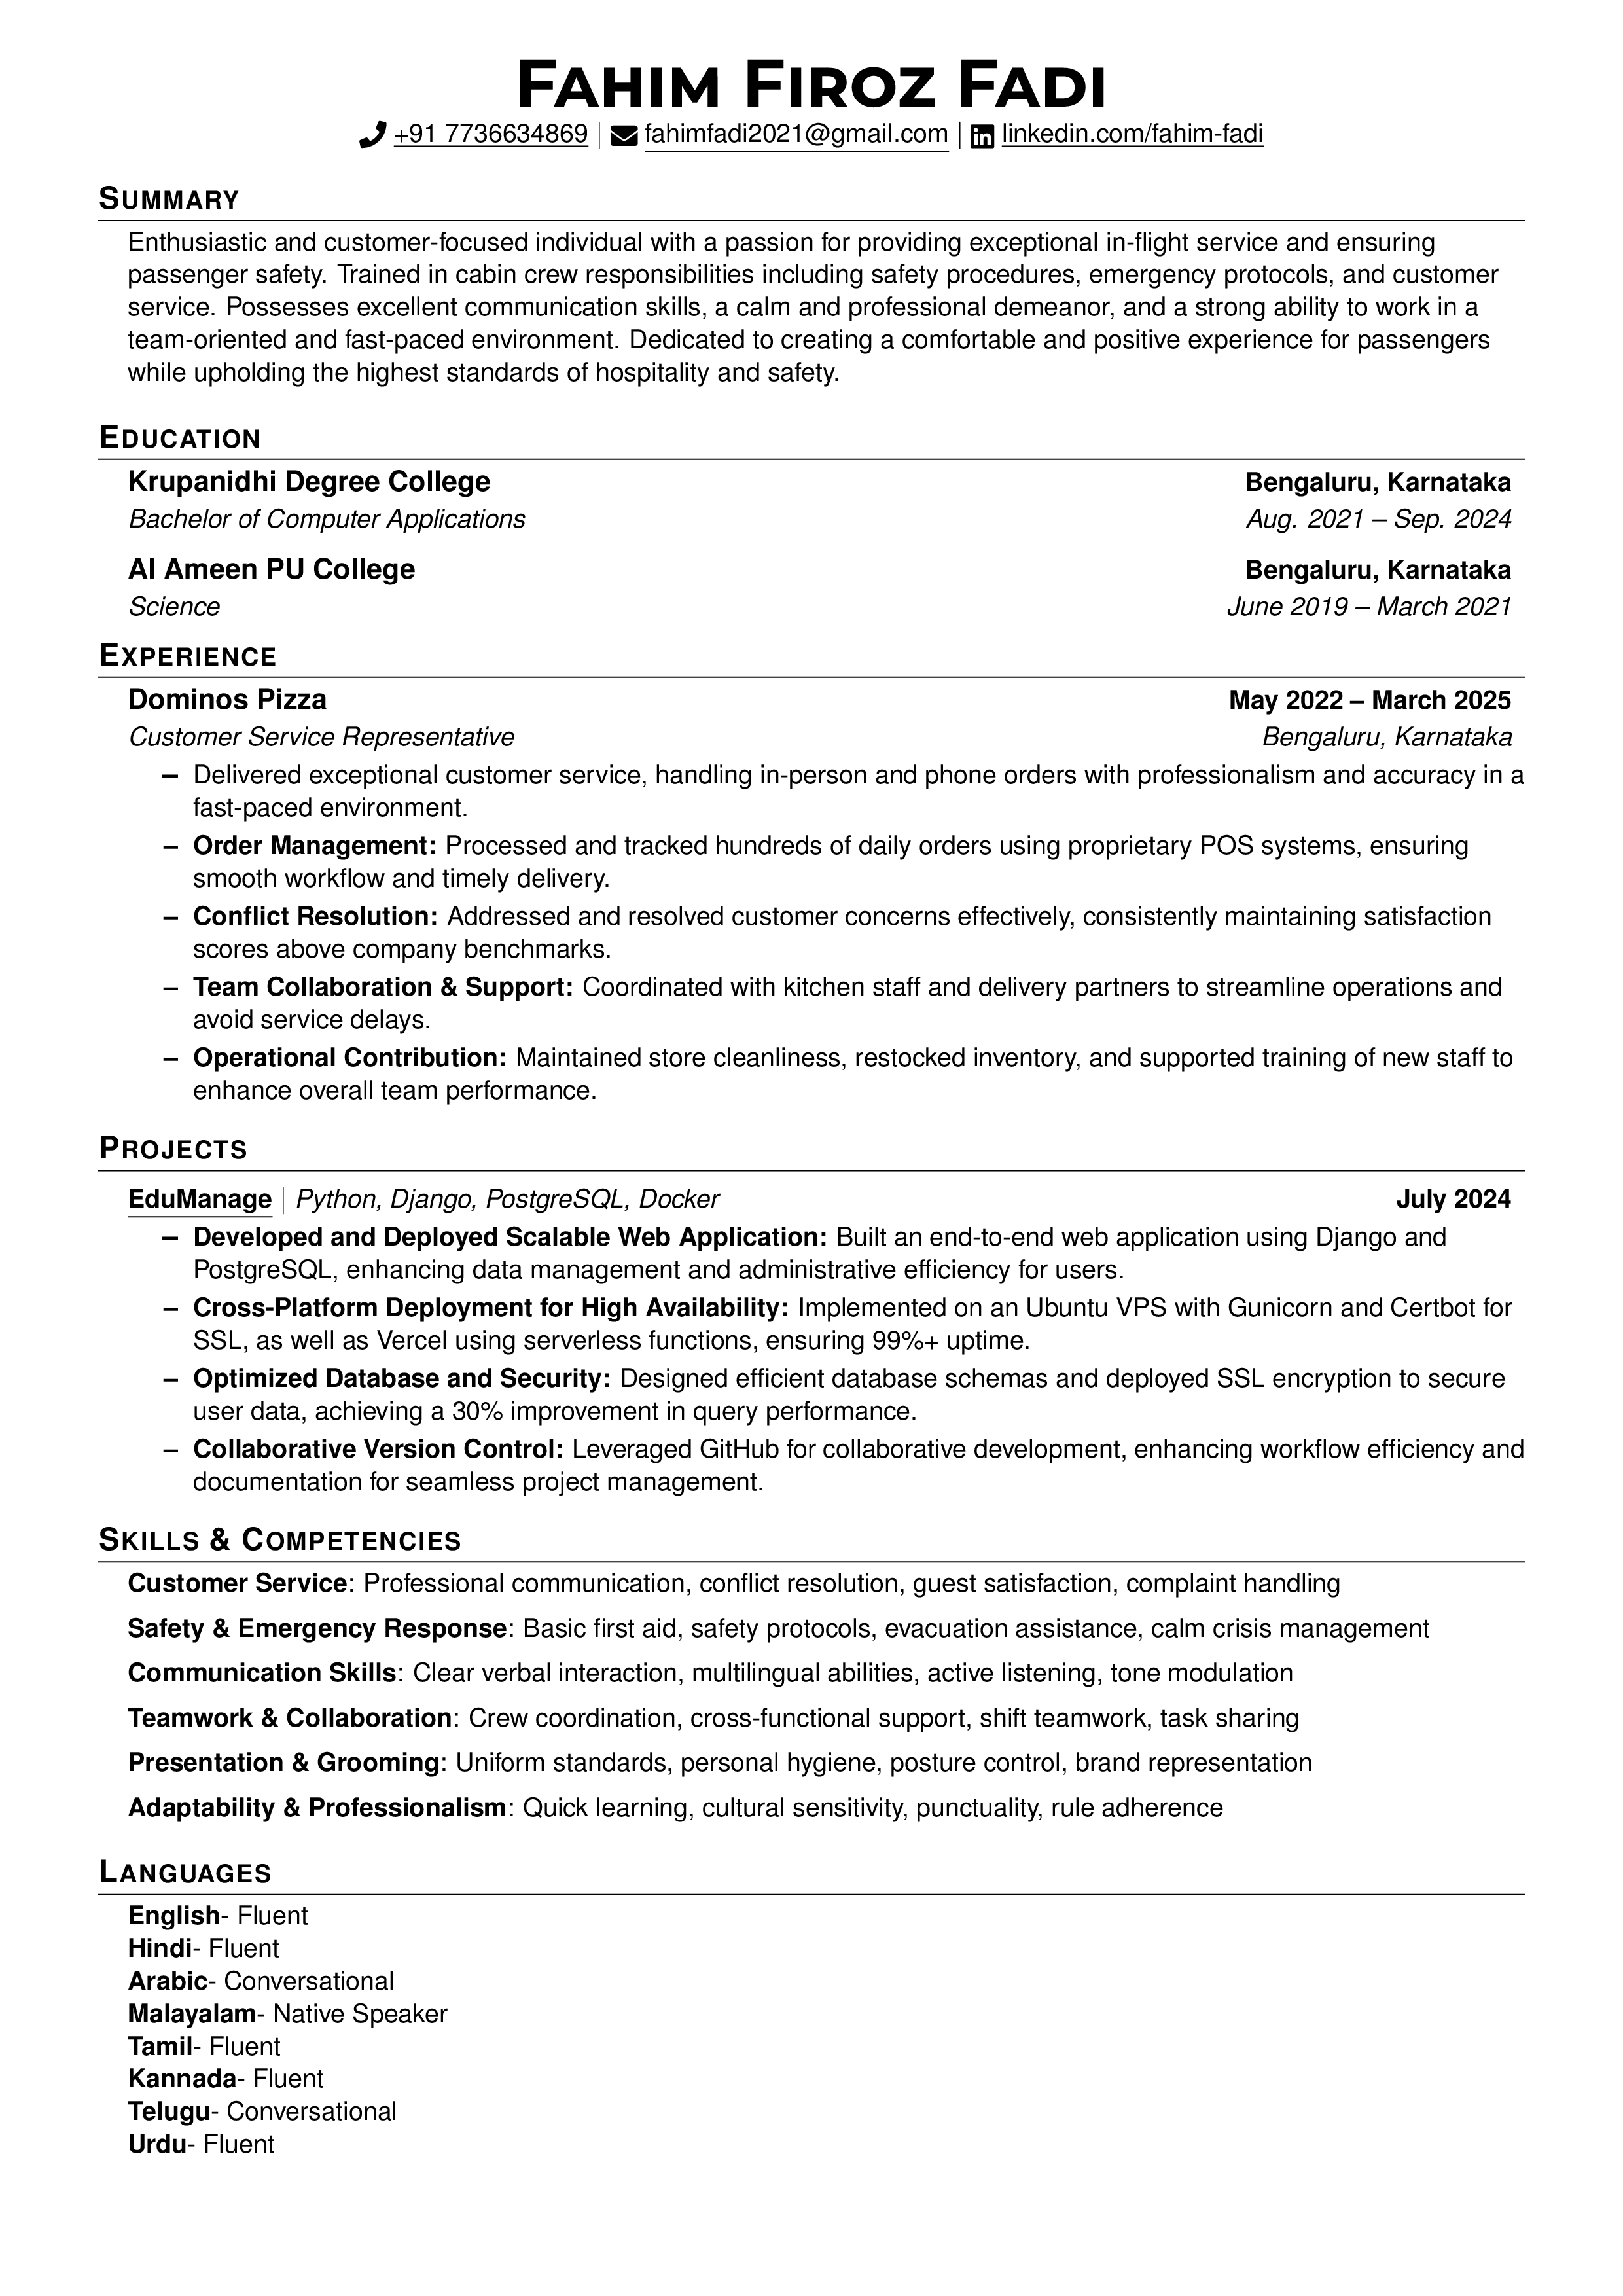 FAHIM FIROZ FADI
+91 7736634869 | fahimfadi2021@gmail.com | linkedin.com/fahim-fadi
SUMMARY
Enthusiastic and customer-focused individual with a passion for providing exceptional in-flight service and ensuring
passenger safety. Trained in cabin crew responsibilities including safety procedures, emergency protocols, and customer
service. Possesses excellent communication skills, a calm and professional demeanor, and a strong ability to work in a
team-oriented and fast-paced environment. Dedicated to creating a comfortable and positive experience for passengers
while upholding the highest standards of hospitality and safety.
EDUCATION
Krupanidhi Degree College Bengaluru, Karnataka
Bachelor of Computer Applications Aug. 2021 – Sep. 2024
Al Ameen PU College Bengaluru, Karnataka
Science June 2019 – March 2021
EXPERIENCE
Dominos Pizza May 2022 – March 2025
Customer Service Representative Bengaluru, Karnataka
– Delivered exceptional customer service, handling in-person and phone orders with professionalism and accuracy in a
fast-paced environment.
– Order Management: Processed and tracked hundreds of daily orders using proprietary POS systems, ensuring
smooth workflow and timely delivery.
– Conflict Resolution: Addressed and resolved customer concerns effectively, consistently maintaining satisfaction
scores above company benchmarks.
– Team Collaboration & Support: Coordinated with kitchen staff and delivery partners to streamline operations and
avoid service delays.
– Operational Contribution: Maintained store cleanliness, restocked inventory, and supported training of new staff to
enhance overall team performance.
PROJECTS
EduManage | Python, Django, PostgreSQL, Docker July 2024
– Developed and Deployed Scalable Web Application: Built an end-to-end web application using Django and
PostgreSQL, enhancing data management and administrative efficiency for users.
– Cross-Platform Deployment for High Availability: Implemented on an Ubuntu VPS with Gunicorn and Certbot for
SSL, as well as Vercel using serverless functions, ensuring 99%+ uptime.
– Optimized Database and Security: Designed efficient database schemas and deployed SSL encryption to secure
user data, achieving a 30% improvement in query performance.
– Collaborative Version Control: Leveraged GitHub for collaborative development, enhancing workflow efficiency and
documentation for seamless project management.
SKILLS & COMPETENCIES
Customer Service: Professional communication, conflict resolution, guest satisfaction, complaint handling
Safety & Emergency Response: Basic first aid, safety protocols, evacuation assistance, calm crisis management
Communication Skills: Clear verbal interaction, multilingual abilities, active listening, tone modulation
Teamwork & Collaboration: Crew coordination, cross-functional support, shift teamwork, task sharing
Presentation & Grooming: Uniform standards, personal hygiene, posture control, brand representation
Adaptability & Professionalism: Quick learning, cultural sensitivity, punctuality, rule adherence
LANGUAGES
English- Fluent
Hindi- Fluent
Arabic- Conversational
Malayalam- Native Speaker
Tamil- Fluent
Kannada- Fluent
Telugu- Conversational
Urdu- Fluent